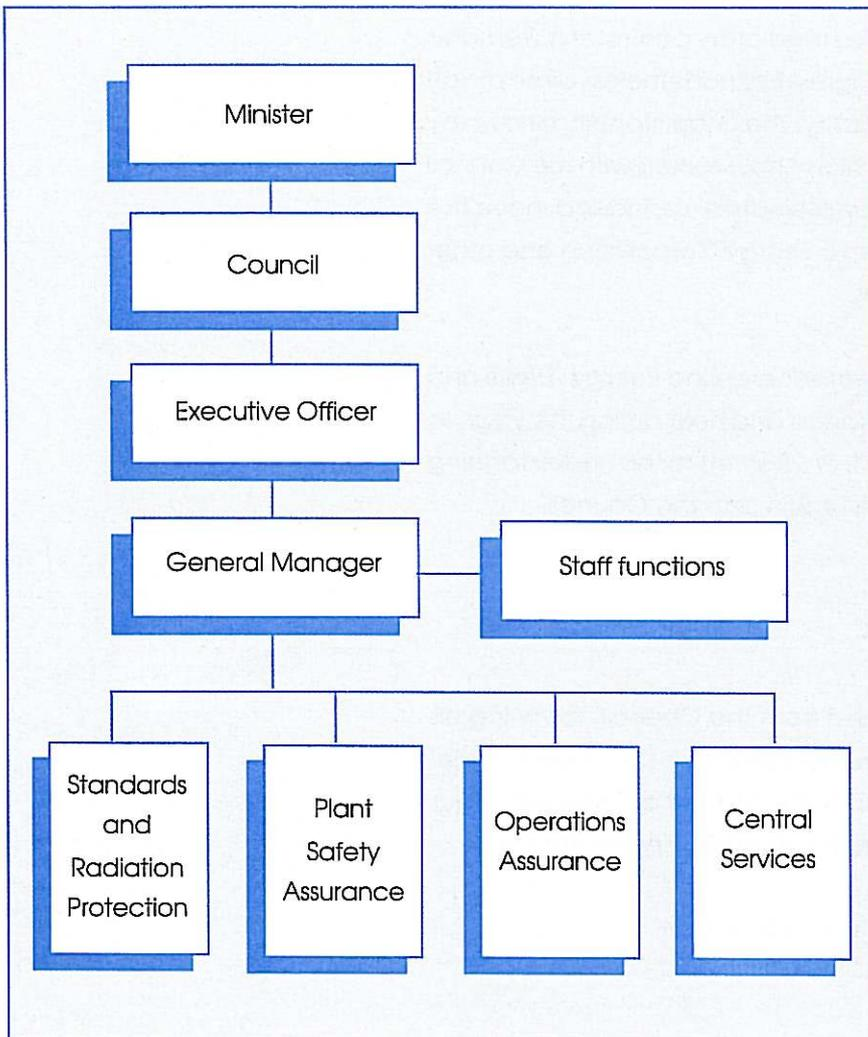 Minister
Council
Executive Officer
General Manager
Staff functions
Standards
and
Radiation
Protection
Plant
Safety
Assurance
Operations
Assurance
Central
Services